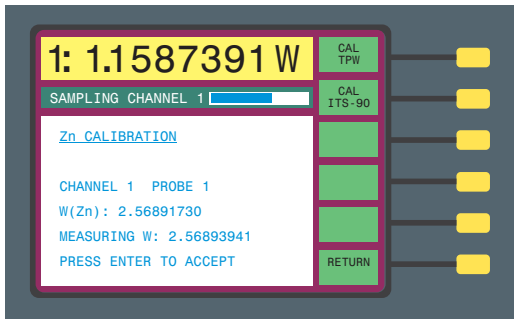 1: 1.1587391 W
SAMPLING CHANNEL 1
Zn CALIBRATION
CHANNEL 1 PROBE 1
W(Zn): 2.56891730
MEASURING W: 2.56893941
PRESS ENTER TO ACCEPT
CAL
TPW
CAL
ITS-90
RETURN